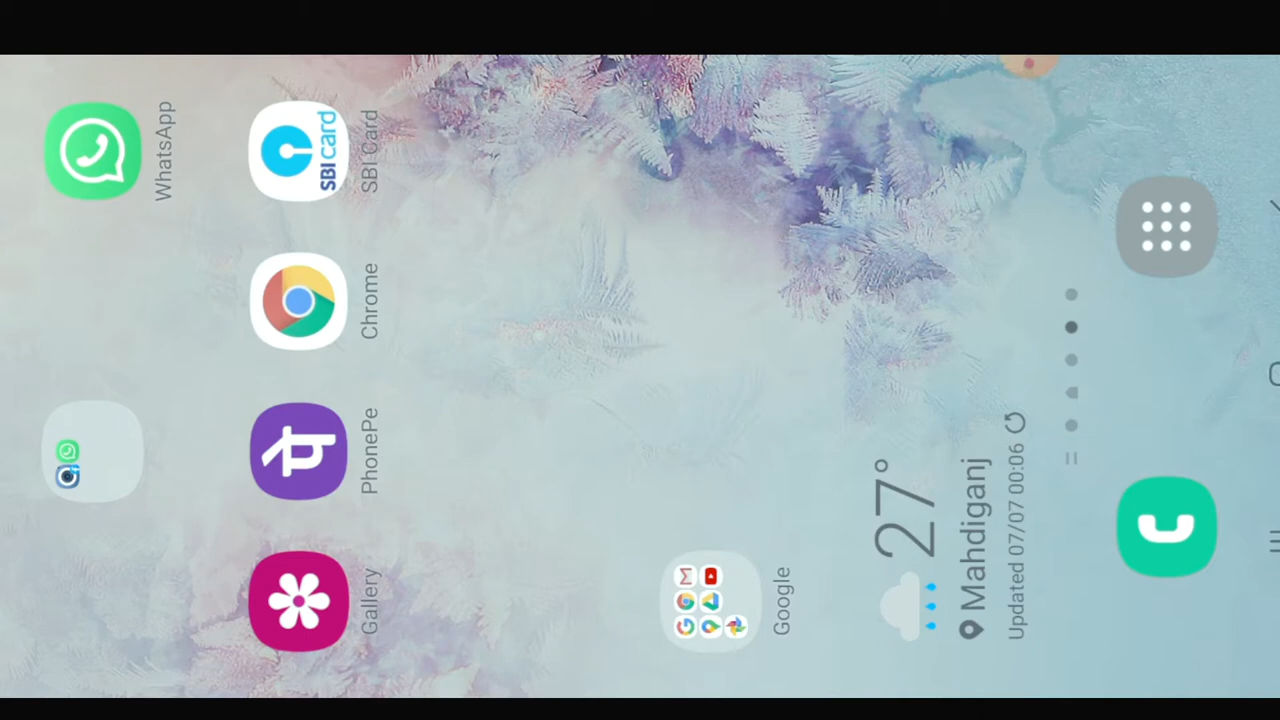 WhatsApp
SBI card
SBI Card
Chrome
PhonePe
Gallery
Google
27°
Mahdiganj
Updated 07/07 00:06